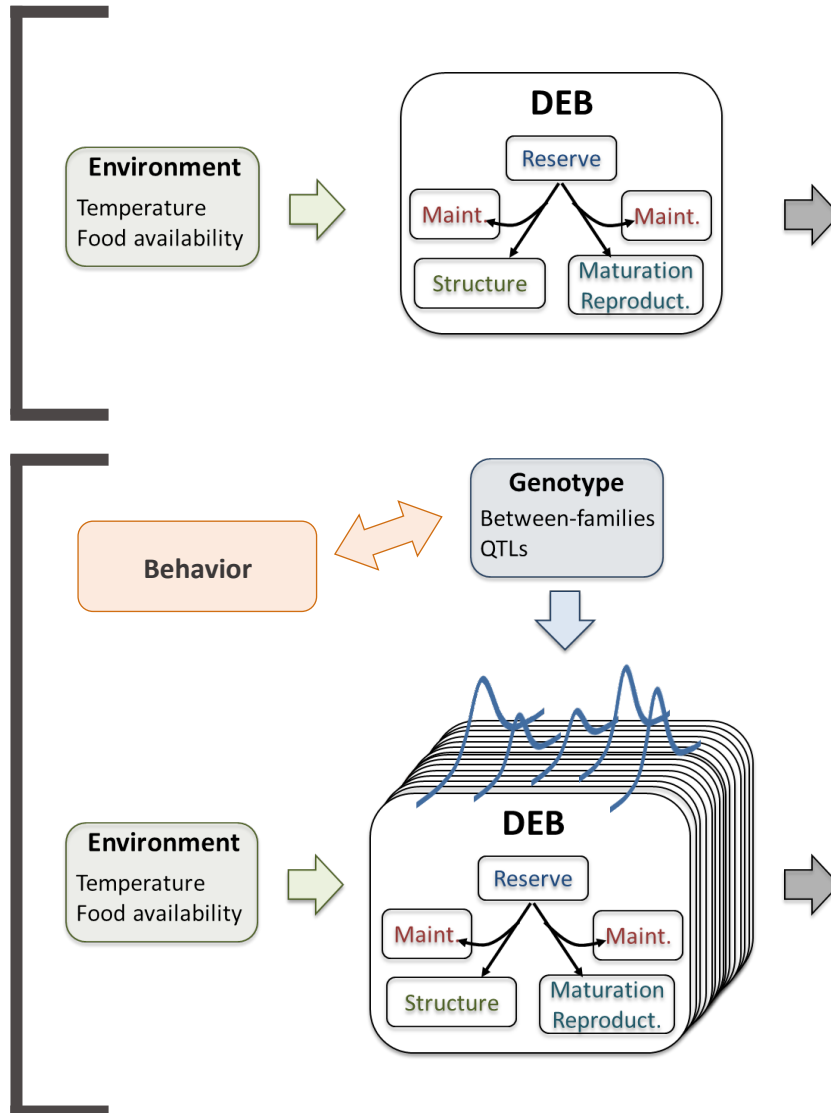 DEB
Reserve
Environment
Temperature
Food availability
Maint.
Maint.
Structure
Maturation
Reproduct.
Genotype
Between-families
QTLs
Behavior
DEB
Reserve
Environment
Temperature
Food availability
Maint.
Maint.
Structure
Maturation
Reproduct.